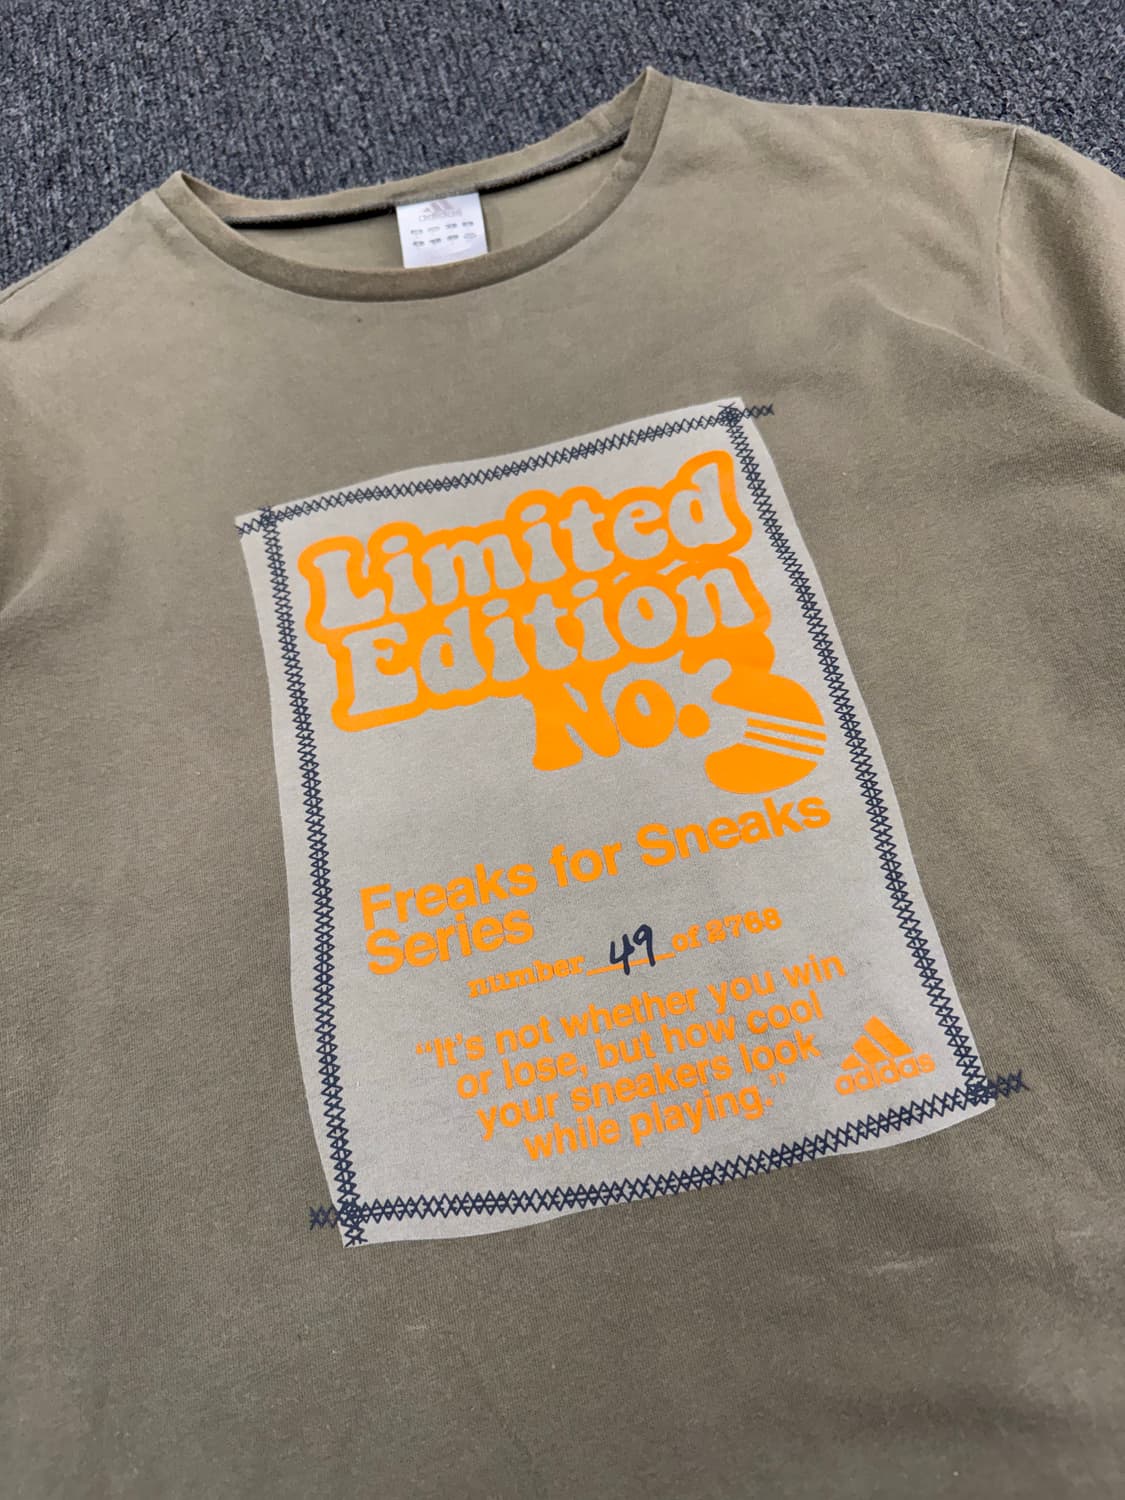 adidas
Limited
Edition
No.
Freaks for Sneaks
Series
number 49 of 2768
“It's not whether you win
or lose, but how cool
your sneakers look
while playing.”
adidas